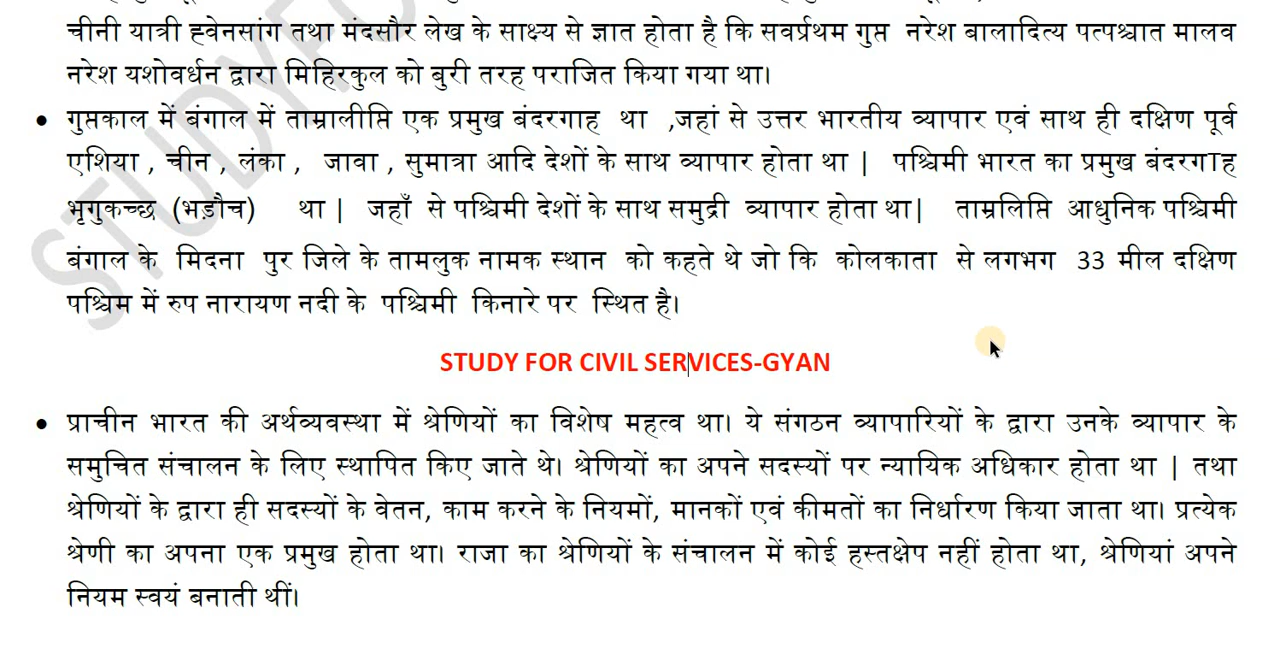 चीनी यात्री ह्वेनसांग तथा मंदसौर लेख के साक्ष्य से ज्ञात होता है कि सवर्प्रथम गुप्त नरेश बालादित्य पत्पश्चात मालव
नरेश यशोवर्धन द्वारा मिहिरकुल को बुरी तरह पराजित किया गया था।
• गुप्तकाल में बंगाल में ताम्रालीप्ति एक प्रमुख बंदरगाह था ,जहां से उत्तर भारतीय व्यापार एवं साथ ही दक्षिण पूर्व
एशिया , चीन , लंका , जावा , सुमात्रा आदि देशों के साथ व्यापार होता था | पश्चिमी भारत का प्रमुख बंदरगTह
भृगुकच्छ (भड़ौच) था | जहाँ से पश्चिमी देशों के साथ समुद्री व्यापार होता था| ताम्रलिप्ति आधुनिक पश्चिमी
बंगाल के मिदना पुर जिले के तामलुक नामक स्थान को कहते थे जो कि कोलकाता से लगभग 33 मील दक्षिण
पश्चिम में रुप नारायण नदी के पश्चिमी किनारे पर स्थित है।
STUDY FOR CIVIL SERVICES-GYAN
• प्राचीन भारत की अर्थव्यवस्था में श्रेणियों का विशेष महत्व था। ये संगठन व्यापारियों के द्वारा उनके व्यापार के
समुचित संचालन के लिए स्थापित किए जाते थे। श्रेणियों का अपने सदस्यों पर न्यायिक अधिकार होता था | तथा
श्रेणियों के द्वारा ही सदस्यों के वेतन, काम करने के नियमों, मानकों एवं कीमतों का निर्धारण किया जाता था। प्रत्येक
श्रेणी का अपना एक प्रमुख होता था। राजा का श्रेणियों के संचालन में कोई हस्तक्षेप नहीं होता था, श्रेणियां अपने
नियम स्वयं बनाती थीं।